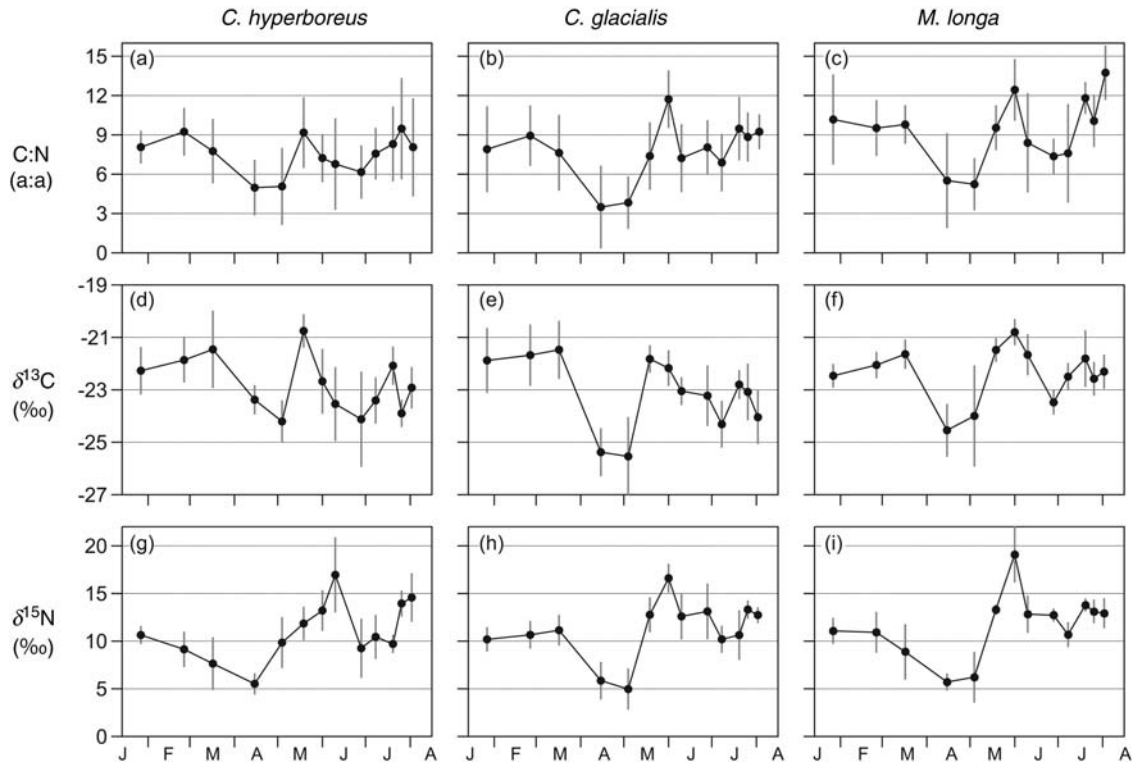 C. hyperboreus C. glacialis M. longa
(a) (b) (c)
15
12
9
6
3
0
C:N
(a:a)
(d) (e) (f)
-19
-21
-23
-25
-27
δ¹³C
(‰)
(g) (h) (i)
20
15
10
5
0
δ¹⁵N
(‰)
J F M A M J J A J F M A M J J A J F M A M J J A